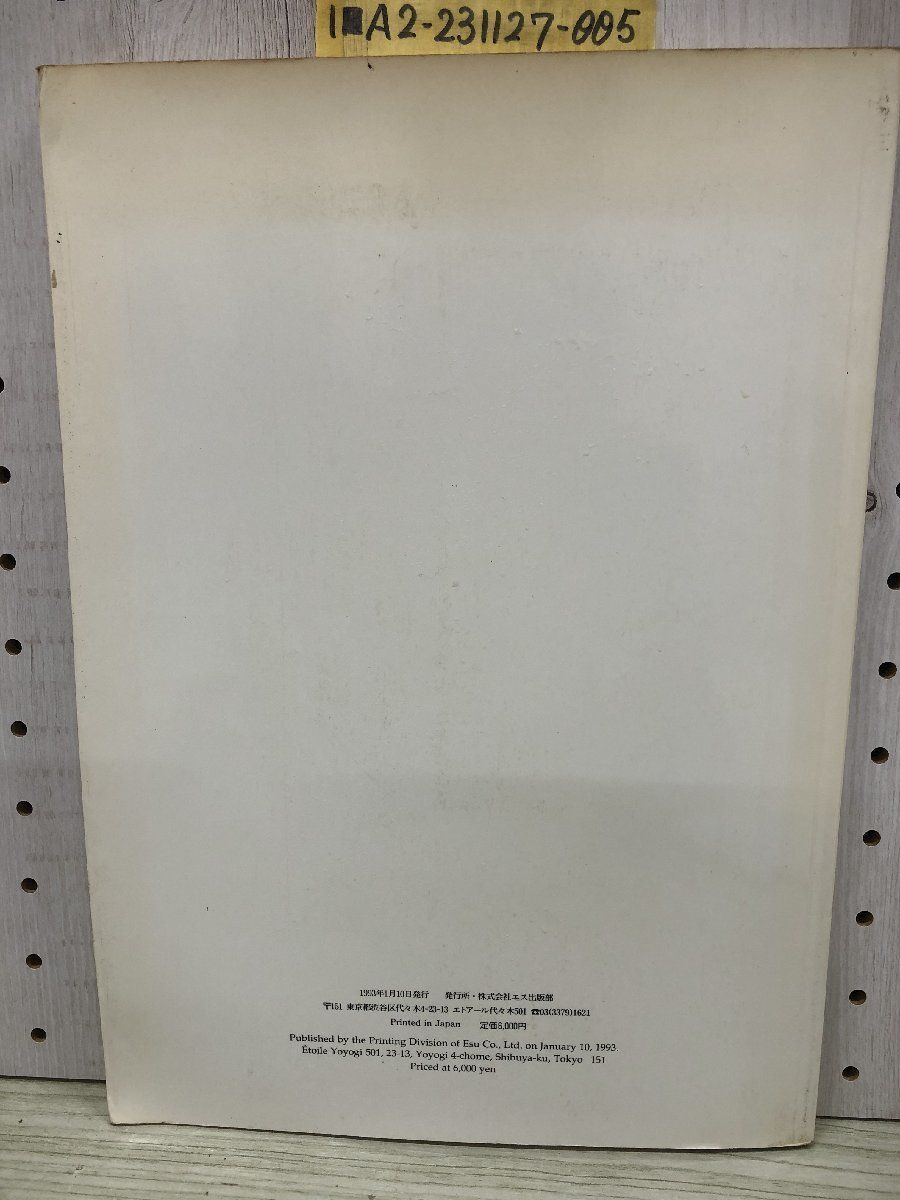 1■A2-231127-005
1993年1月10日発行 発行所・株式会社エス出版部
〒151 東京都渋谷区代々木4-23-13 エトアール代々木501 ☎03(3379)1621
Printed in Japan 定価6,000円
Published by the Printing Division of Esu Co., Ltd. on January 10, 1993.
Étoile Yoyogi 501, 23-13, Yoyogi 4-chome, Shibuya-ku, Tokyo 151
Priced at 6,000 yen